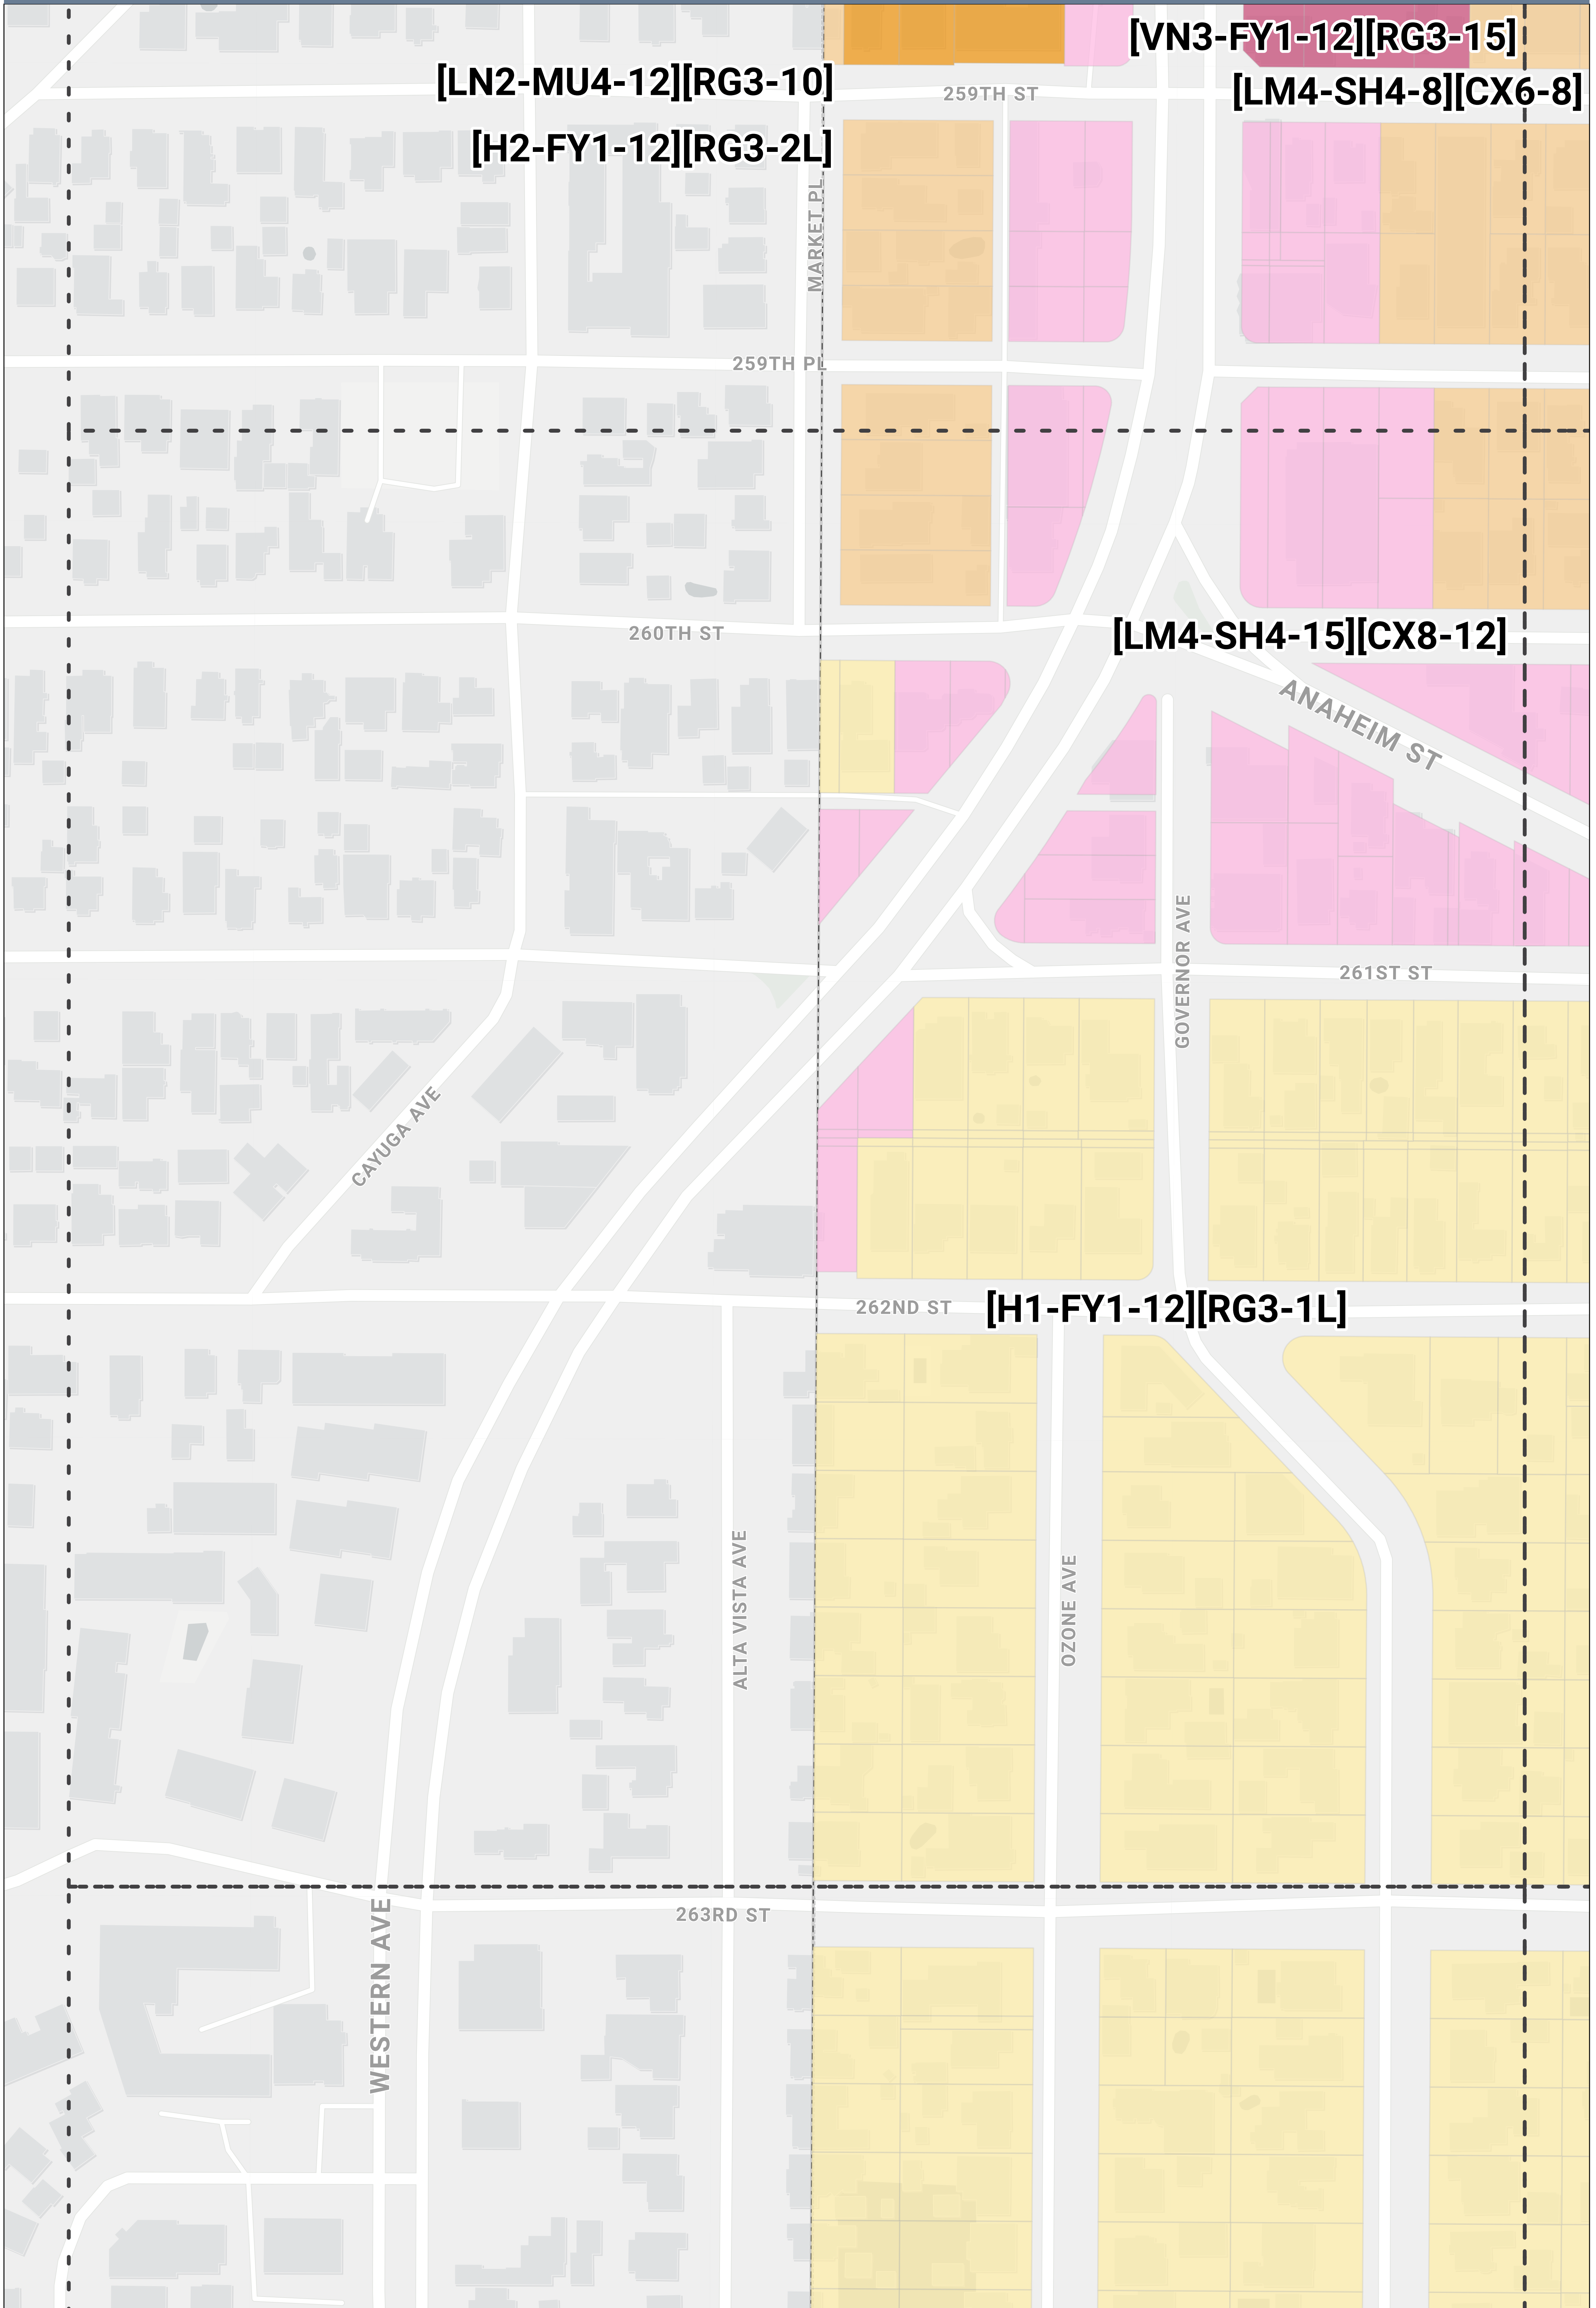 [VN3-FY1-12][RG3-15]
[LN2-MU4-12][RG3-10]
259TH ST
[LM4-SH4-8][CX6-8]
[H2-FY1-12][RG3-2L]
MARKET PL
259TH PL
260TH ST
[LM4-SH4-15][CX8-12]
ANAHEIM ST
GOVERNOR AVE
261ST ST
CAYUGA AVE
262ND ST
[H1-FY1-12][RG3-1L]
ALTA VISTA AVE
OZONE AVE
WESTERN AVE
263RD ST